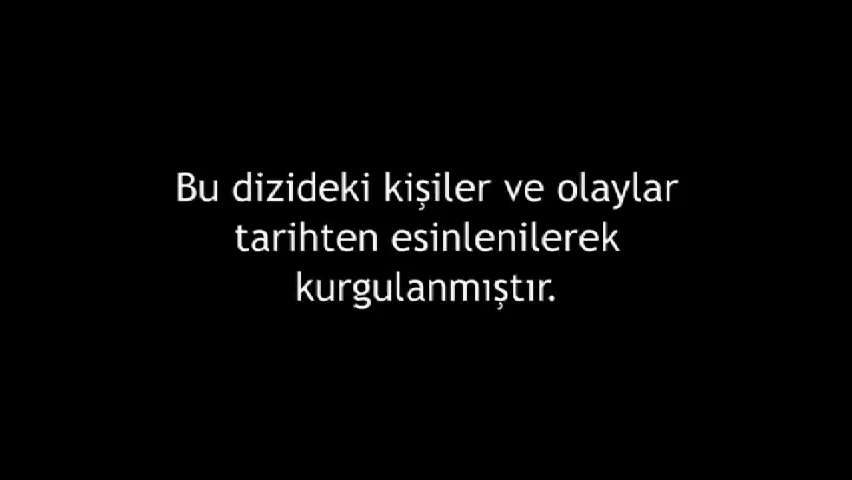 Bu dizideki kişiler ve olaylar
tarihten esinlenilerek
kurgulanmıştır.